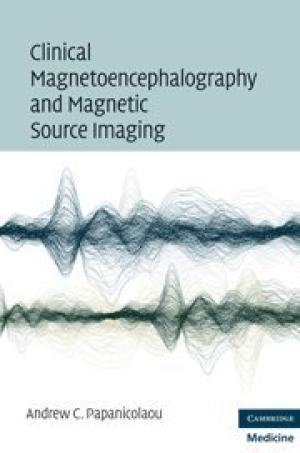 Clinical
Magnetoencephalography
and Magnetic
Source Imaging
Andrew C. Papanicolaou
CAMBRIDGE
Medicine